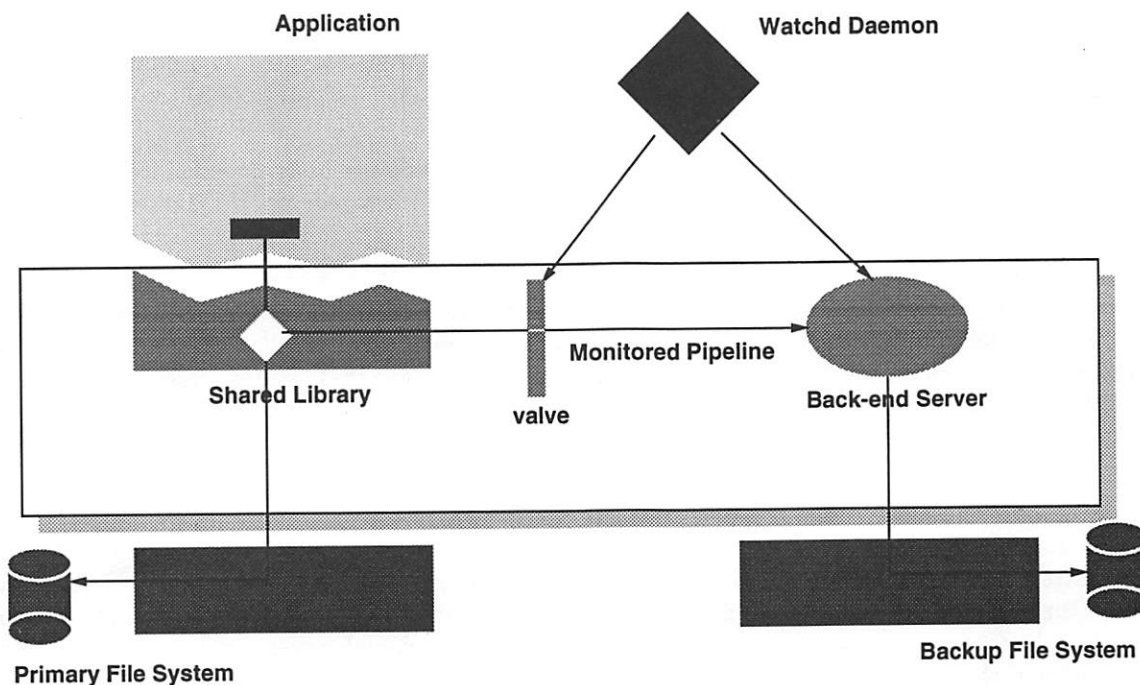 Application
Watchd Daemon
Monitored Pipeline
Shared Library
valve
Back-end Server
Primary File System
Backup File System